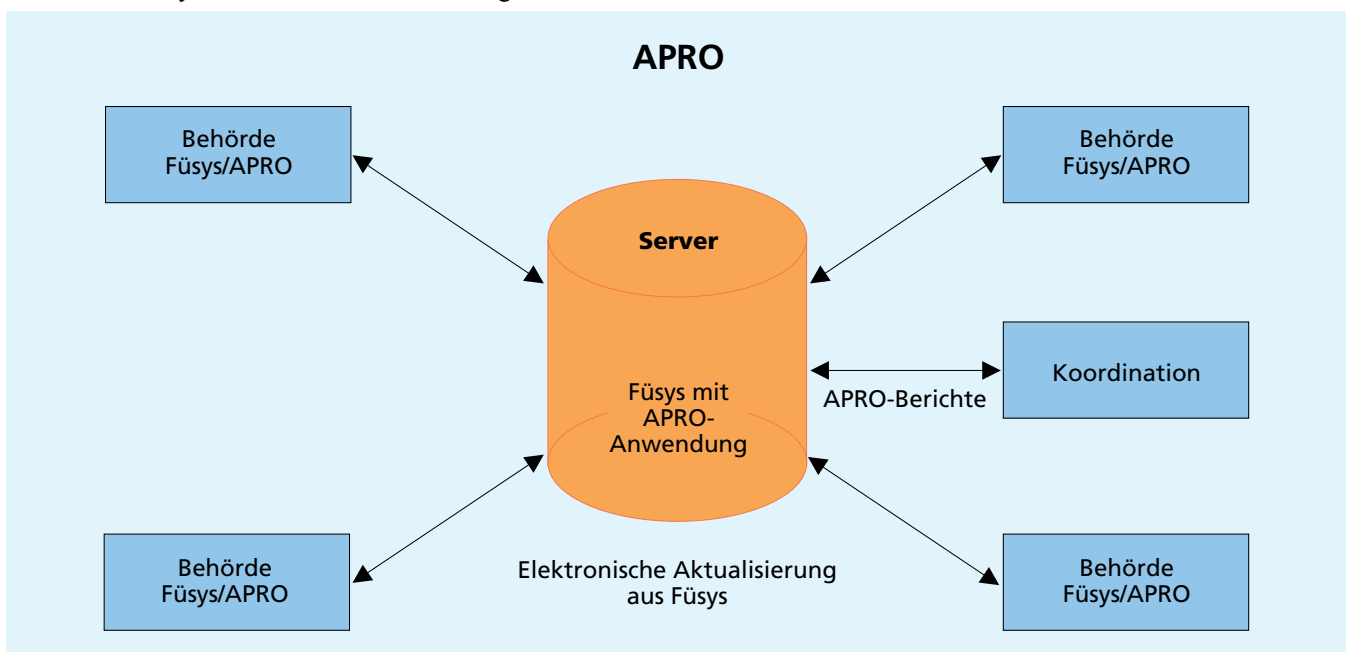 APRO
Behörde
Füsys/APRO
Behörde
Füsys/APRO
Server
Füsys mit
APRO-
Anwendung
APRO-Berichte
Koordination
Behörde
Füsys/APRO
Elektronische Aktualisierung
aus Füsys
Behörde
Füsys/APRO